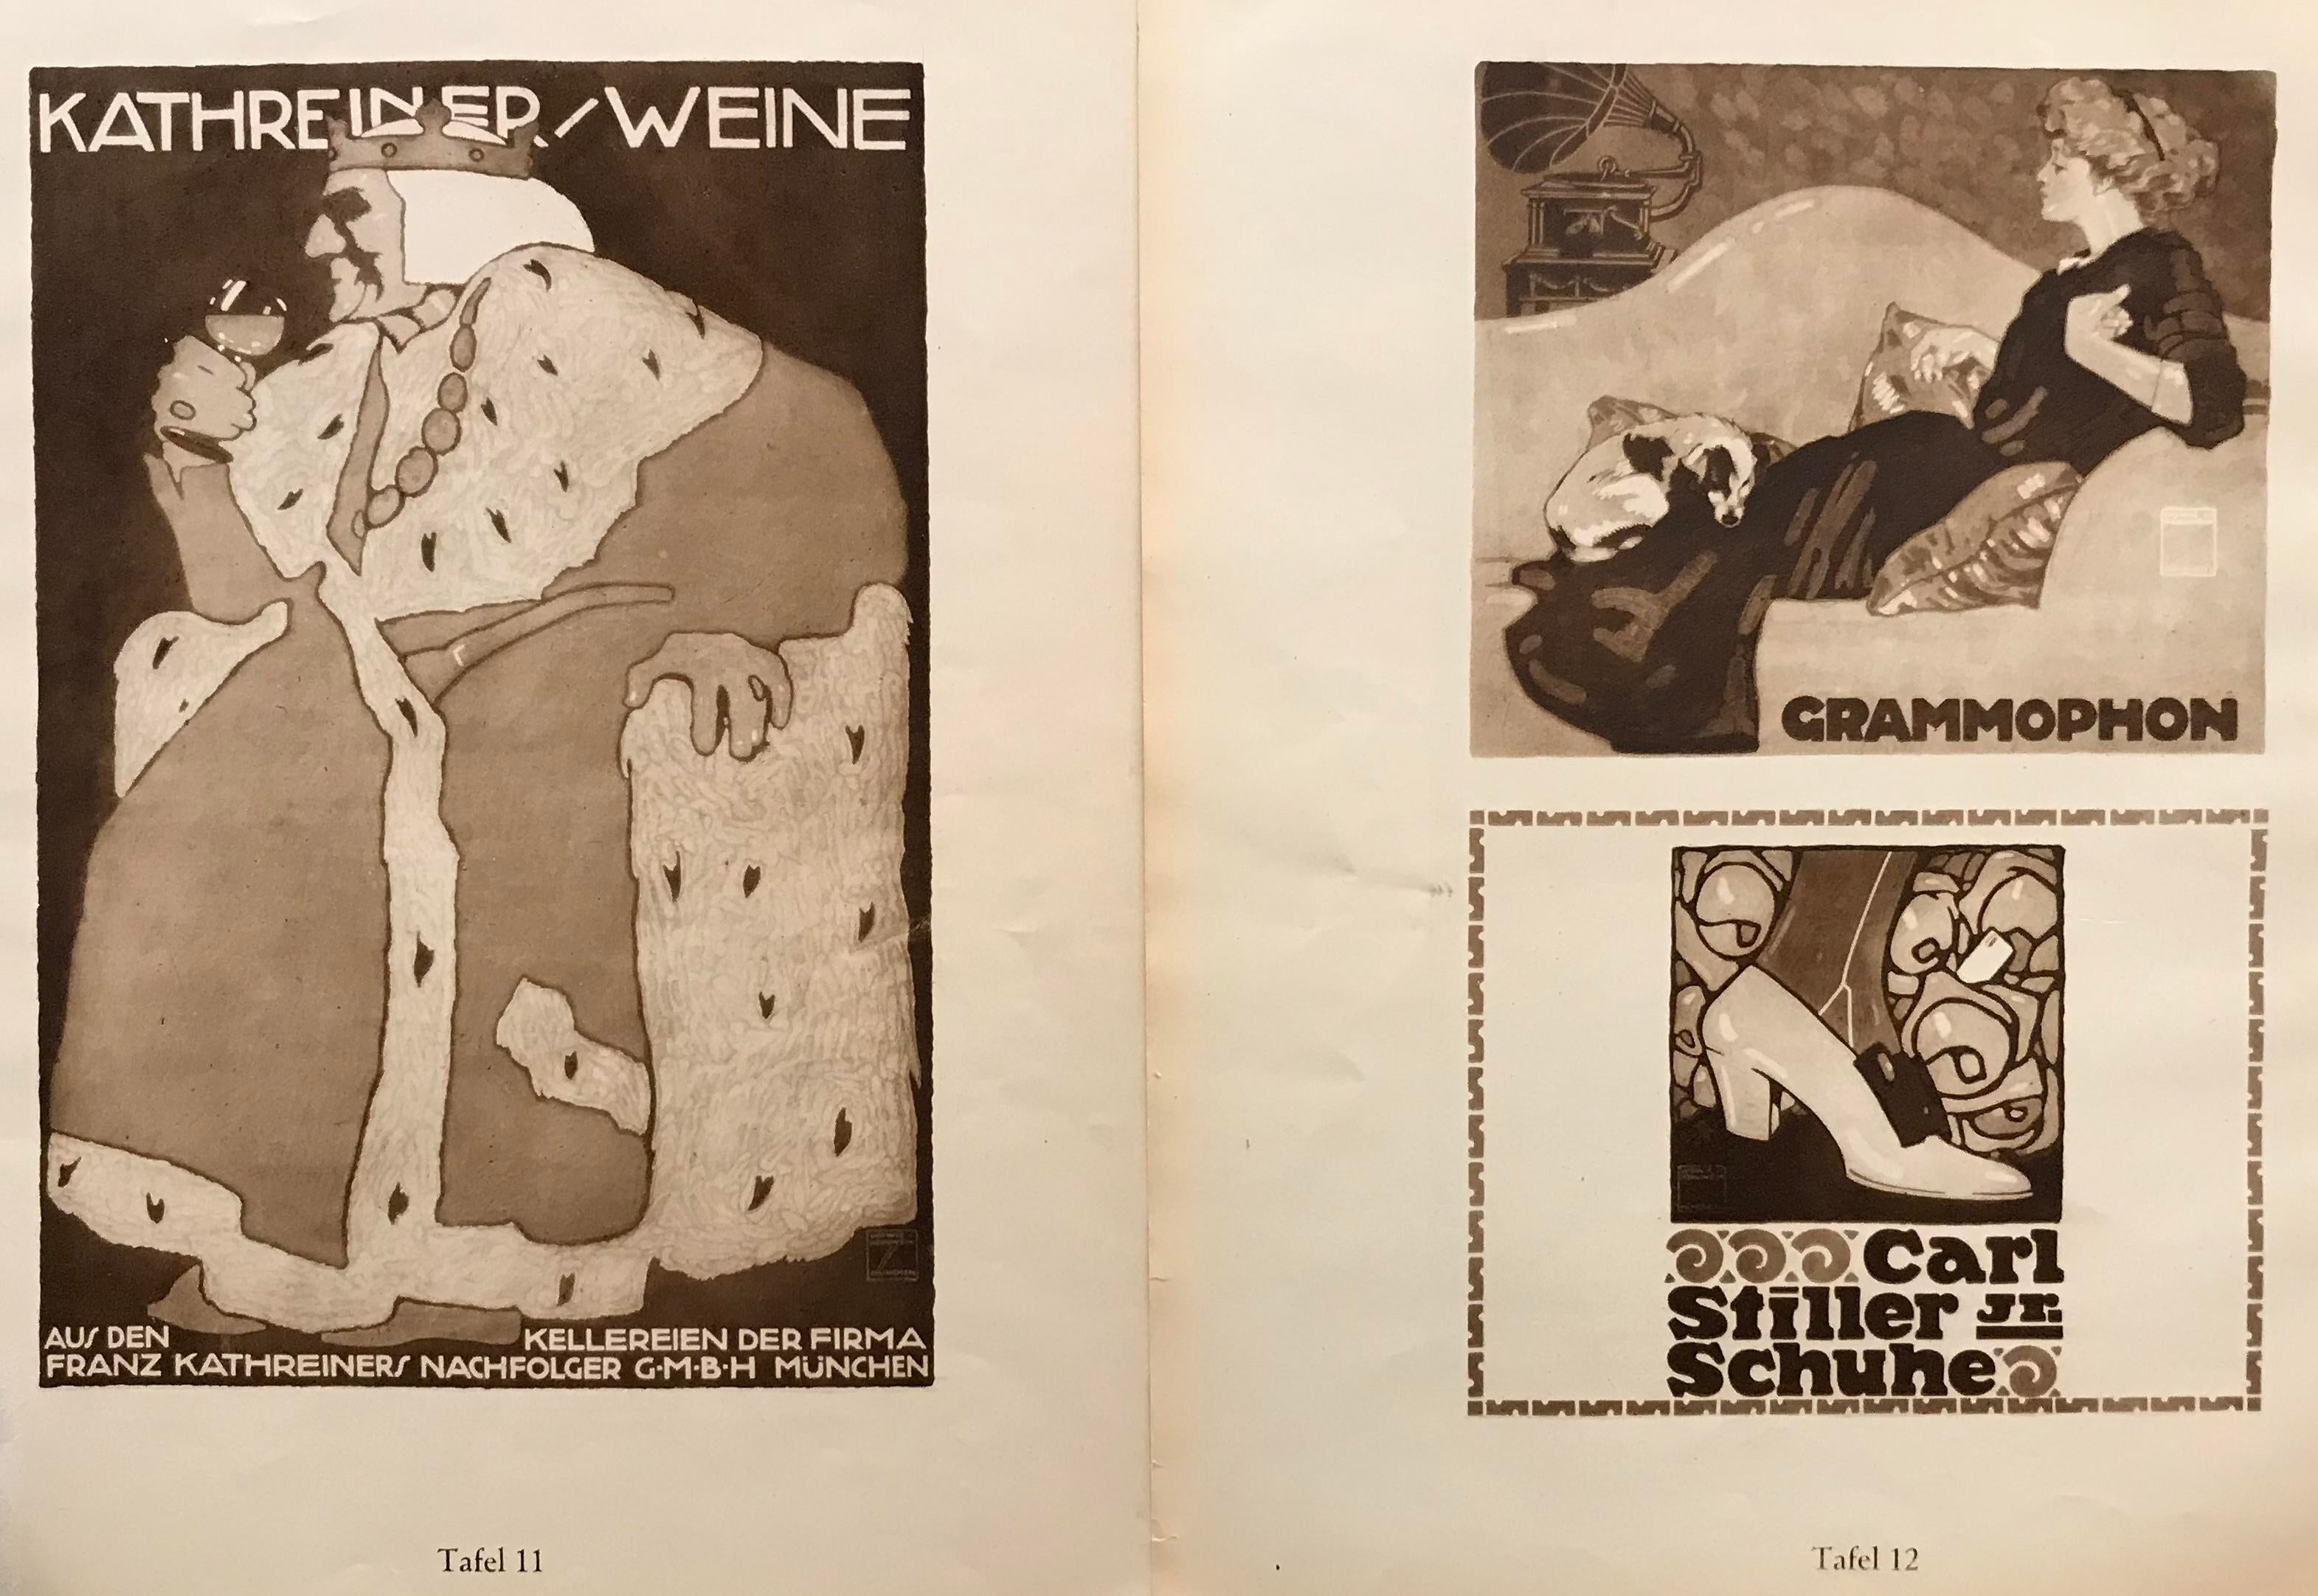 KATHREINER/WEINE
AUS DEN KELLEREIEN DER FIRMA
FRANZ KATHREINERS NACHFOLGER G·M·B·H MÜNCHEN
Tafel 11
GRAMMOPHON
Carl
Stiller Jr.
Schuhe
Tafel 12